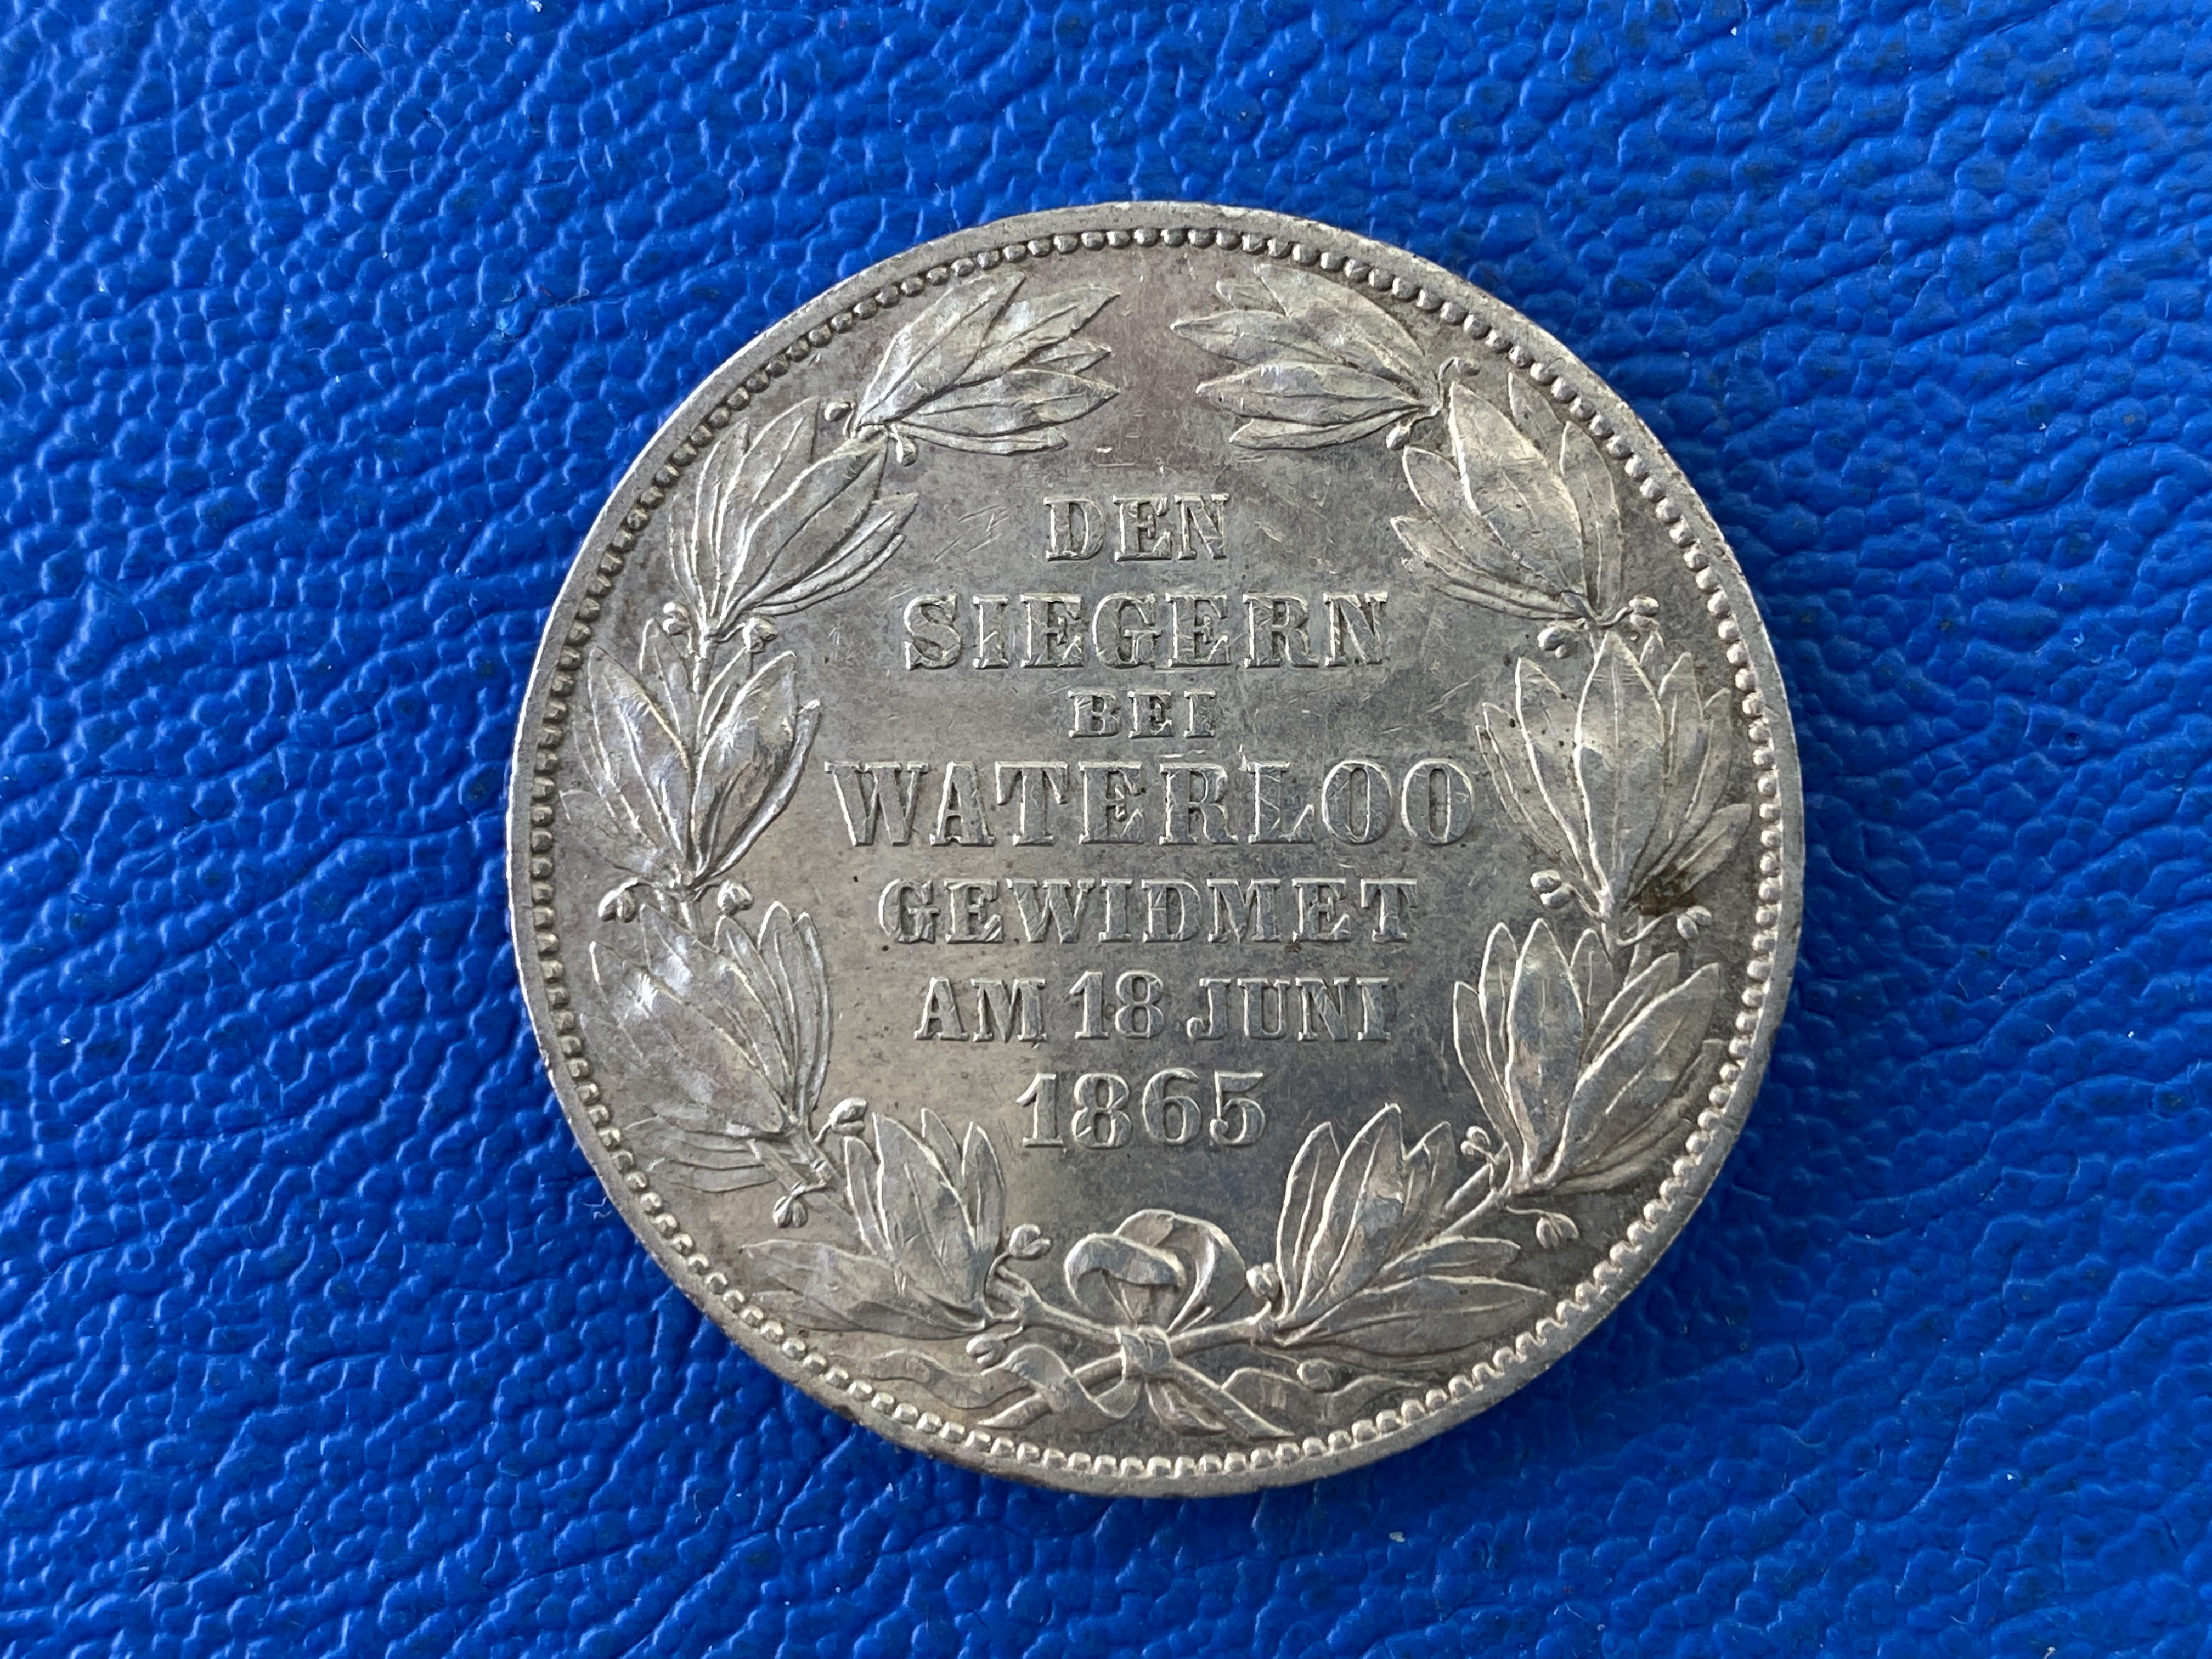 DEN
SIEGERN
BEI
WATERLOO
GEWIDMET
AM 18 JUNI
1865